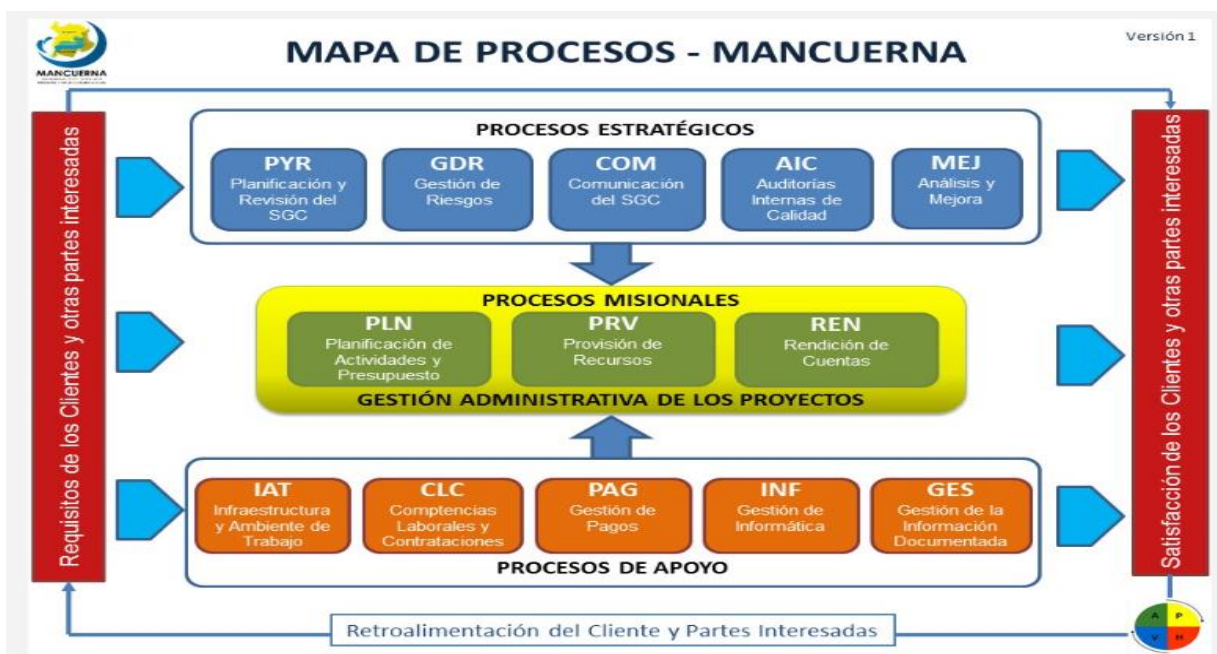 MAPA DE PROCESOS - MANCUERNA
Versión 1
MANCUERNA
Requisitos de los Clientes y otras partes interesadas
PROCESOS ESTRATÉGICOS
PYR
Planificación y
Revisión del
SGC
GDR
Gestión de
Riesgos
COM
Comunicación
del SGC
AIC
Auditorías
Internas de
Calidad
MEJ
Análisis y
Mejora
PROCESOS MISIONALES
PLN
Planificación de
Actividades y
Presupuesto
PRV
Provisión de
Recursos
REN
Rendición de
Cuentas
GESTIÓN ADMINISTRATIVA DE LOS PROYECTOS
IAT
Infraestructura
y Ambiente de
Trabajo
CLC
Comptencias
Laborales y
Contrataciones
PAG
Gestión de
Pagos
INF
Gestión de
Informática
GES
Gestión de la
Información
Documentada
PROCESOS DE APOYO
Satisfacción de los Clientes y otras partes interesadas
Retroalimentación del Cliente y Partes Interesadas
A P
V H